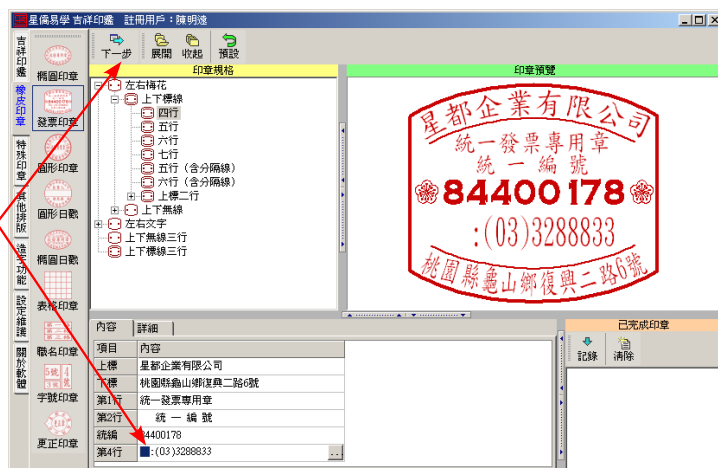 星僑易學 吉祥印鑑 註冊用戶：陳明遠
吉祥印鑑
橡皮印章
特殊印章
其他排版
造字功能
設定維護
關於軟體
橢圓印章
發票印章
圓形印章
圓形日戳
橢圓日戳
表格印章
職名印章
字號印章
更正印章
下一步 展開 收起 預設
印章規格
左右梅花
上下標線
四行
五行
六行
七行
五行（含分隔線）
六行（含分隔線）
上標二行
上下無線
左右文字
上下無線三行
上下標線三行
印章預覽
星都企業有限公司
統一發票專用章
統一編號
84400178
:(03)3288833
桃園縣龜山鄉復興二路6號
內容 詳細
項目 內容
上標 星都企業有限公司
下標 桃園縣龜山鄉復興二路6號
第1行 統一發票專用章
第2行 統 一 編 號
統編 84400178
第4行 :(03)3288833 ...
已完成印章
記錄 清除